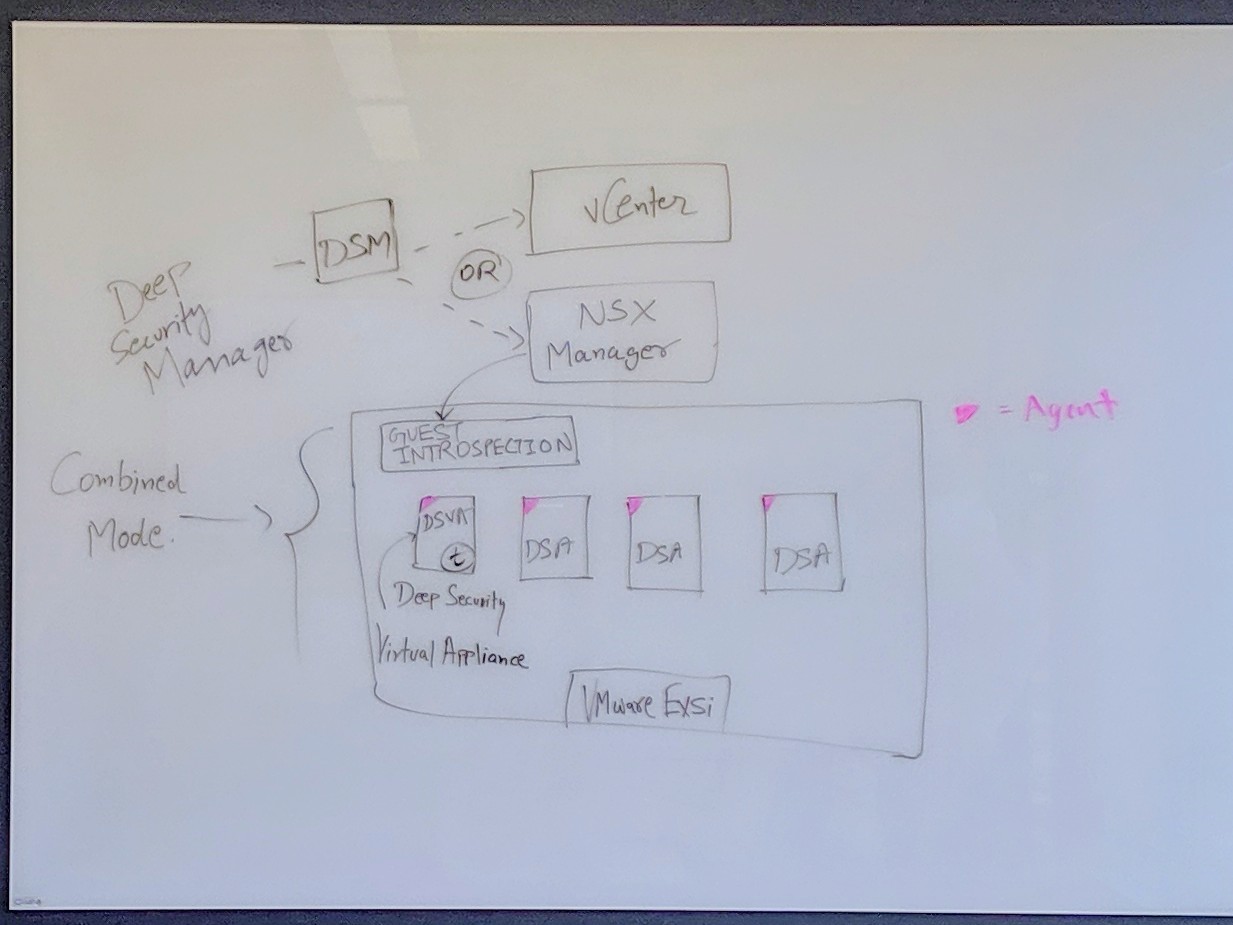 vCenter
DSM
OR
Deep
Security
Manager
NSX
Manager
= Agent
Combined
Mode.
GUEST
INTROSPECTION
DSVA
t
DSA
DSA
DSA
Deep Security
Virtual Appliance
VMware Exsi